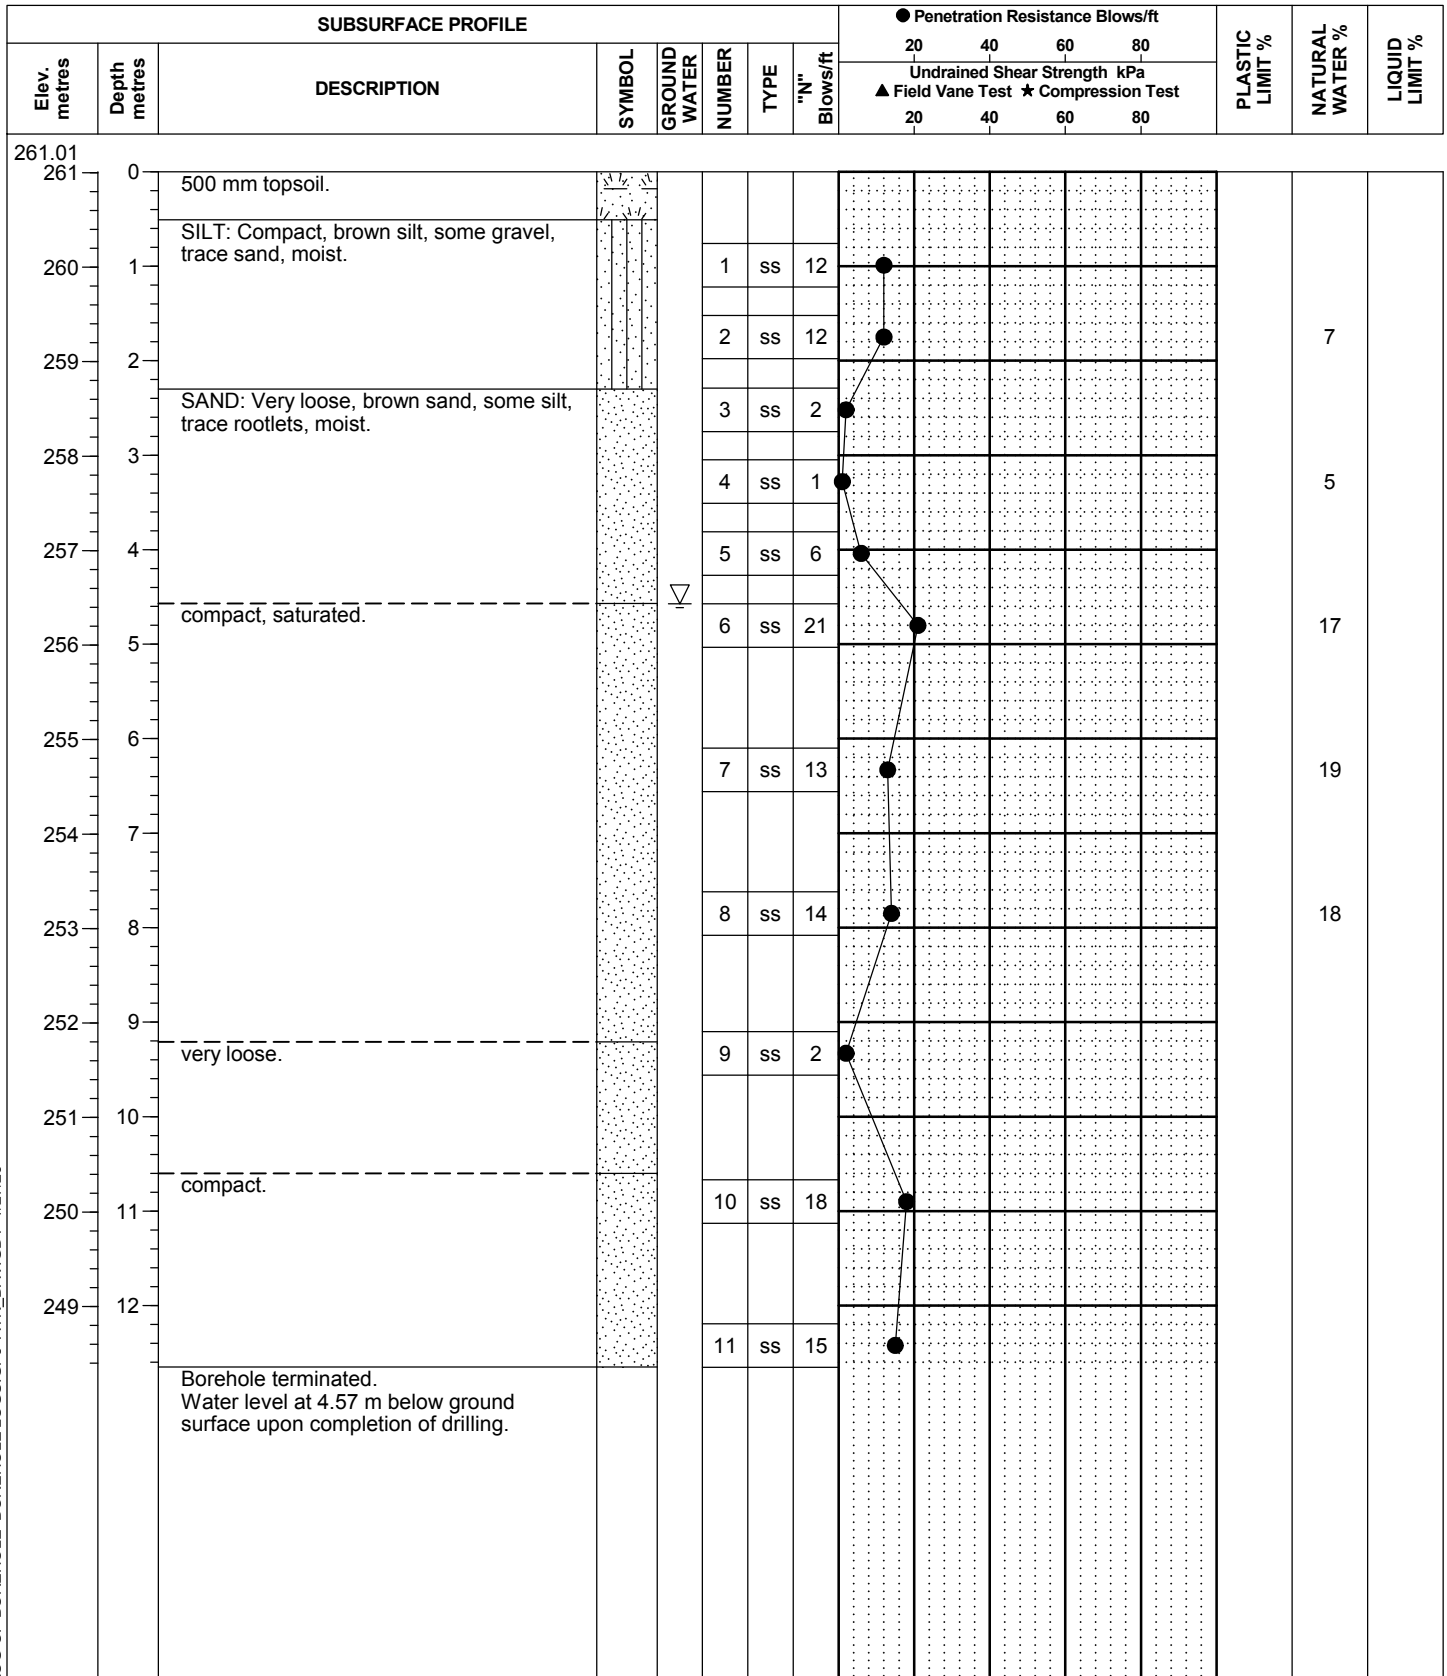 SUBSURFACE PROFILE
● Penetration Resistance Blows/ft
20 40 60 80
Undrained Shear Strength kPa
▲ Field Vane Test ★ Compression Test
20 40 60 80
Elev. metres
Depth metres
DESCRIPTION
SYMBOL
GROUND WATER
NUMBER
TYPE
"N" Blows/ft
PLASTIC LIMIT %
NATURAL WATER %
LIQUID LIMIT %
261.01
261 0
500 mm topsoil.
SILT: Compact, brown silt, some gravel,
trace sand, moist.
260 1
1 ss 12
2 ss 12 7
259 2
SAND: Very loose, brown sand, some silt,
trace rootlets, moist.
3 ss 2
258 3
4 ss 1 5
257 4
5 ss 6
compact, saturated.
6 ss 21 17
256 5
255 6
7 ss 13 19
254 7
8 ss 14 18
253 8
252 9
very loose.
9 ss 2
251 10
compact.
10 ss 18
250 11
249 12
11 ss 15
Borehole terminated.
Water level at 4.57 m below ground
surface upon completion of drilling.